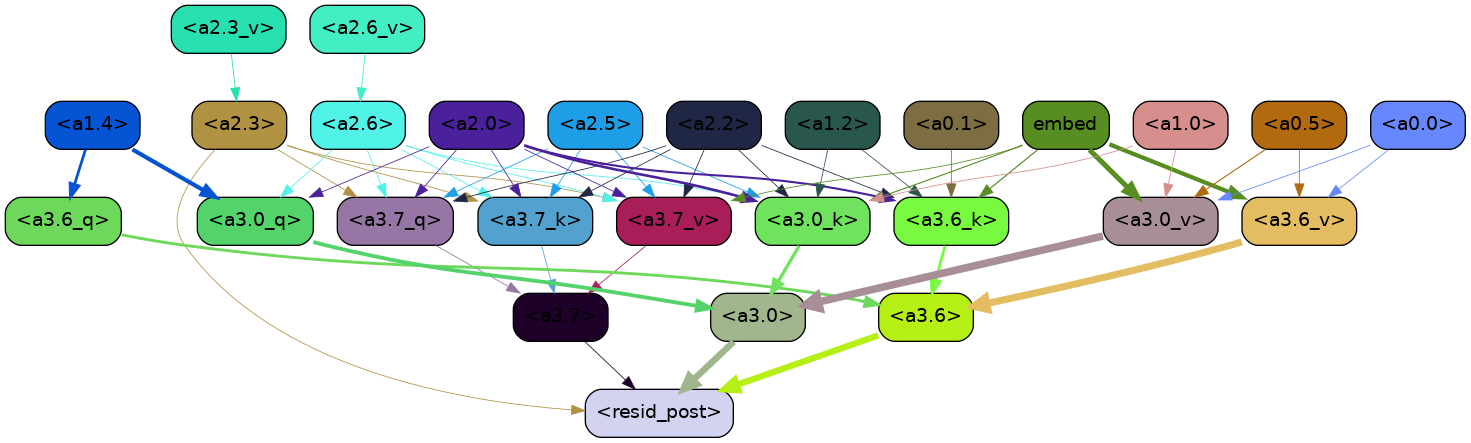 <a2.3_v> <a2.6_v>
<a1.4> <a2.3> <a2.6> <a2.0> <a2.5> <a2.2> <a1.2> <a0.1> embed <a1.0> <a0.5> <a0.0>
<a3.6_q> <a3.0_q> <a3.7_q> <a3.7_k> <a3.7_v> <a3.0_k> <a3.6_k> <a3.0_v> <a3.6_v>
<a3.7> <a3.0> <a3.6>
<resid_post>